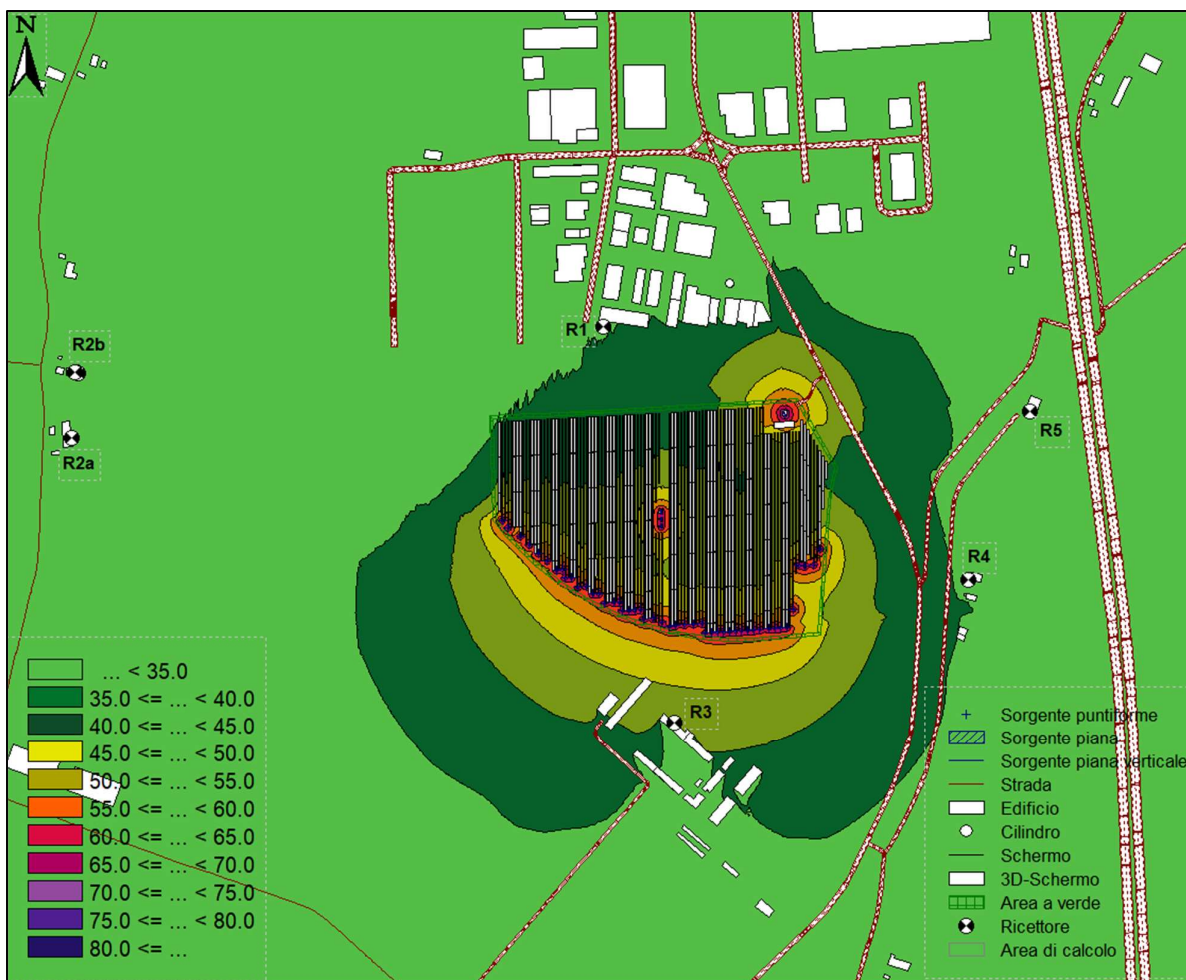 N
R1
R2b
R2a
R5
R4
R3
... < 35.0
35.0 <= ... < 40.0
40.0 <= ... < 45.0
45.0 <= ... < 50.0
50.0 <= ... < 55.0
55.0 <= ... < 60.0
60.0 <= ... < 65.0
65.0 <= ... < 70.0
70.0 <= ... < 75.0
75.0 <= ... < 80.0
80.0 <= ...
Sorgente puntiforme
Sorgente piana
Sorgente piana verticale
Strada
Edificio
Cilindro
Schermo
3D-Schermo
Area a verde
Ricettore
Area di calcolo